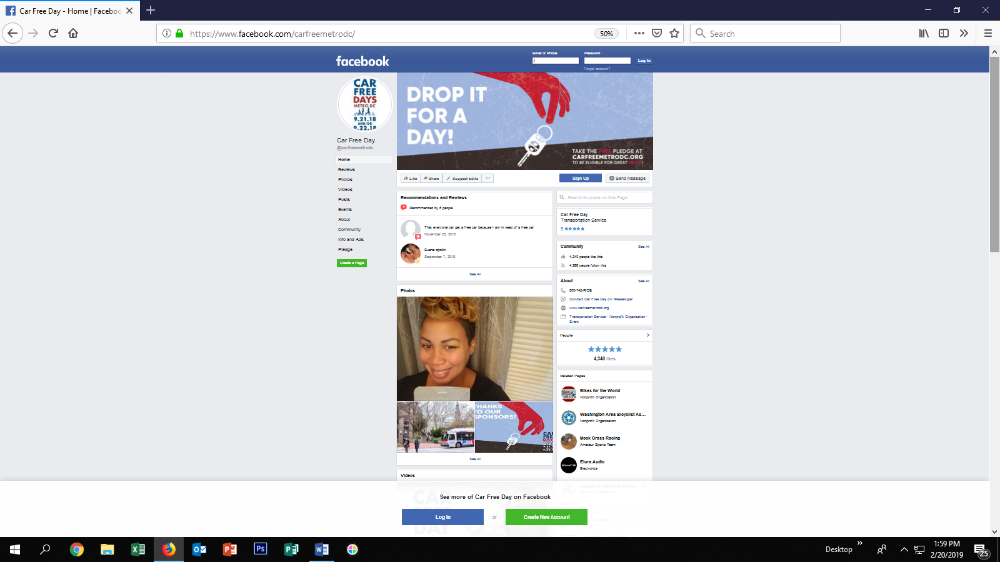 Car Free Day - Home | Faceboo
https://www.facebook.com/carfreemetrodc/
50%
Search
facebook
Email or Phone
Password
Log In
Forgot account?
CAR
FREE
DAYS
METRO DC
9.21.18
AND/OR
9.22.18
Car Free Day
@carfreemetrodc
Home
Reviews
Photos
Videos
Posts
Events
About
Community
Info and Ads
Pledge
Create a Page
DROP IT
FOR A
DAY!
TAKE THE FREE PLEDGE AT
CARFREEMETRODC.ORG
TO BE ELIGIBLE FOR GREAT PRIZES!
Like
Share
Suggest Edits
Sign Up
Send Message
Recommendations and Reviews
Recommended by 6 people
That everyone car get a free car because I am in need of a free car
November 25, 2018
Buena opción
September 7, 2018
See All
Photos
THANKS
TO OUR
SPONSORS!
CAR
FREE
DAYS
See All
Videos
Search for posts on this Page
Car Free Day
Transportation Service
5
Community
See All
4,340 people like this
4,266 people follow this
About
See All
800-745-RIDE
Contact Car Free Day on Messenger
www.carfreemetrodc.org
Transportation Service · Nonprofit Organization ·
Event
People
4,340 likes
Related Pages
Bikes for the World
Nonprofit Organization
Washington Area Bicyclist As...
Nonprofit Organization
Mock Grass Racing
Amateur Sports Team
Elura.Audio
Electronics
See more of Car Free Day on Facebook
Log In
or
Create New Account
Desktop
1:59 PM
2/20/2019
25